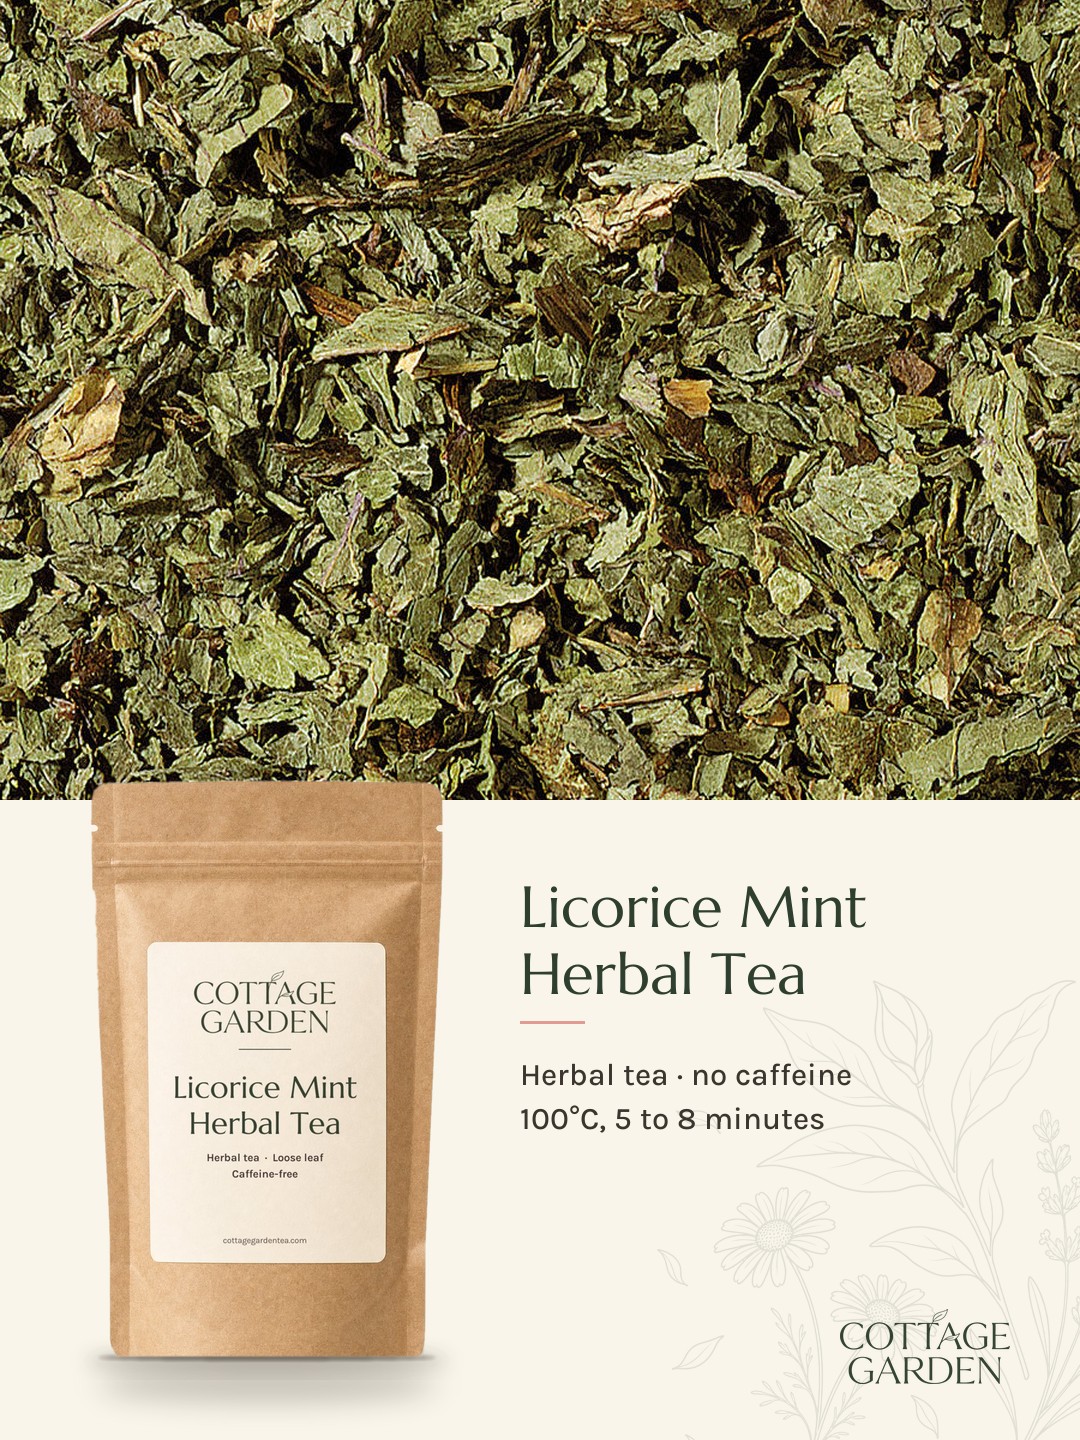 COTTAGE
GARDEN
Licorice Mint
Herbal Tea
Herbal tea · Loose leaf
Caffeine-free
cottagegardentea.com
Licorice Mint
Herbal Tea
Herbal tea · no caffeine
100°C, 5 to 8 minutes
COTTAGE
GARDEN